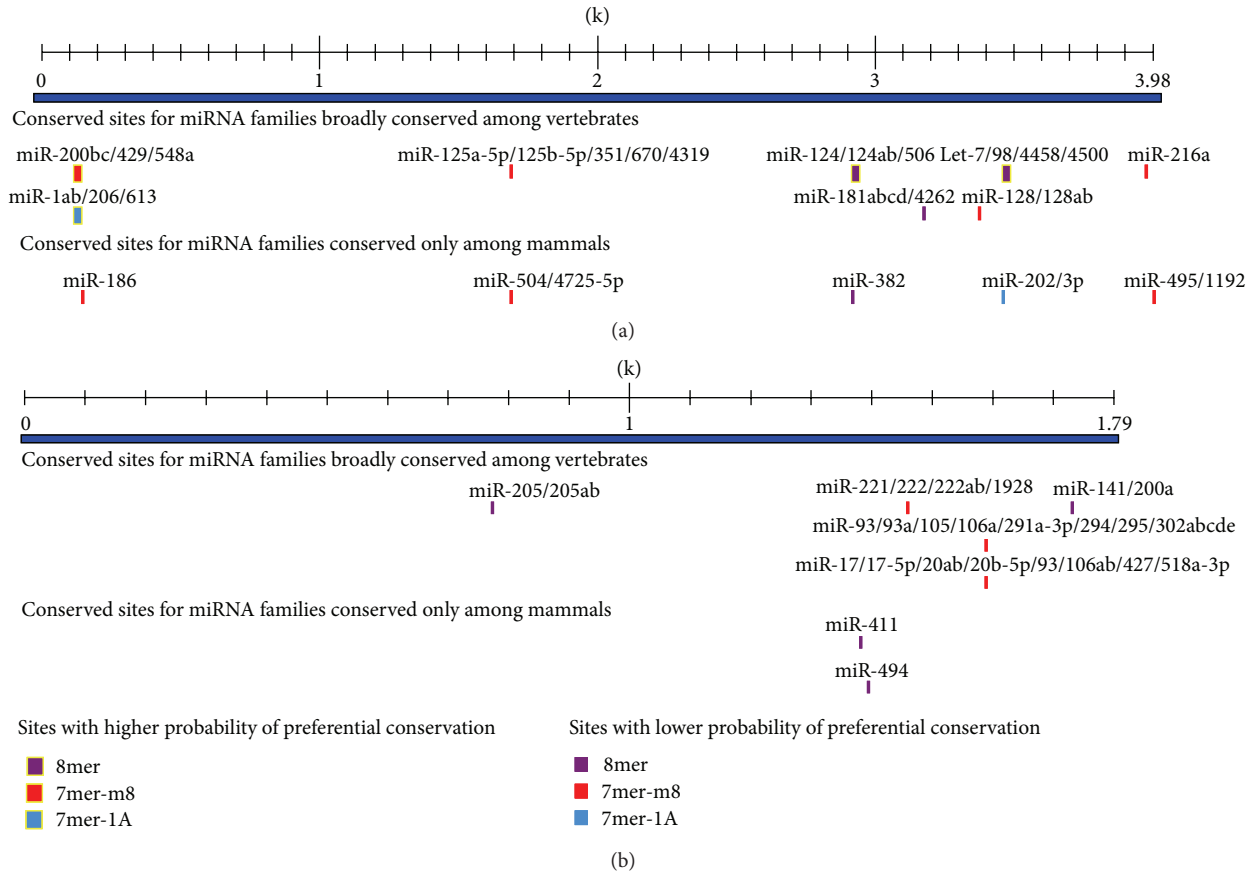 (k)
0 1 2 3 3.98
Conserved sites for miRNA families broadly conserved among vertebrates
miR-200bc/429/548a miR-125a-5p/125b-5p/351/670/4319 miR-124/124ab/506 Let-7/98/4458/4500 miR-216a
miR-1ab/206/613 miR-181abcd/4262 miR-128/128ab
Conserved sites for miRNA families conserved only among mammals
miR-186 miR-504/4725-5p miR-382 miR-202/3p miR-495/1192
(a)
(k)
0 1 1.79
Conserved sites for miRNA families broadly conserved among vertebrates
miR-205/205ab miR-221/222/222ab/1928 miR-141/200a
miR-93/93a/105/106a/291a-3p/294/295/302abcde
miR-17/17-5p/20ab/20b-5p/93/106ab/427/518a-3p
Conserved sites for miRNA families conserved only among mammals
miR-411
miR-494
Sites with higher probability of preferential conservation Sites with lower probability of preferential conservation
8mer 8mer
7mer-m8 7mer-m8
7mer-1A 7mer-1A
(b)